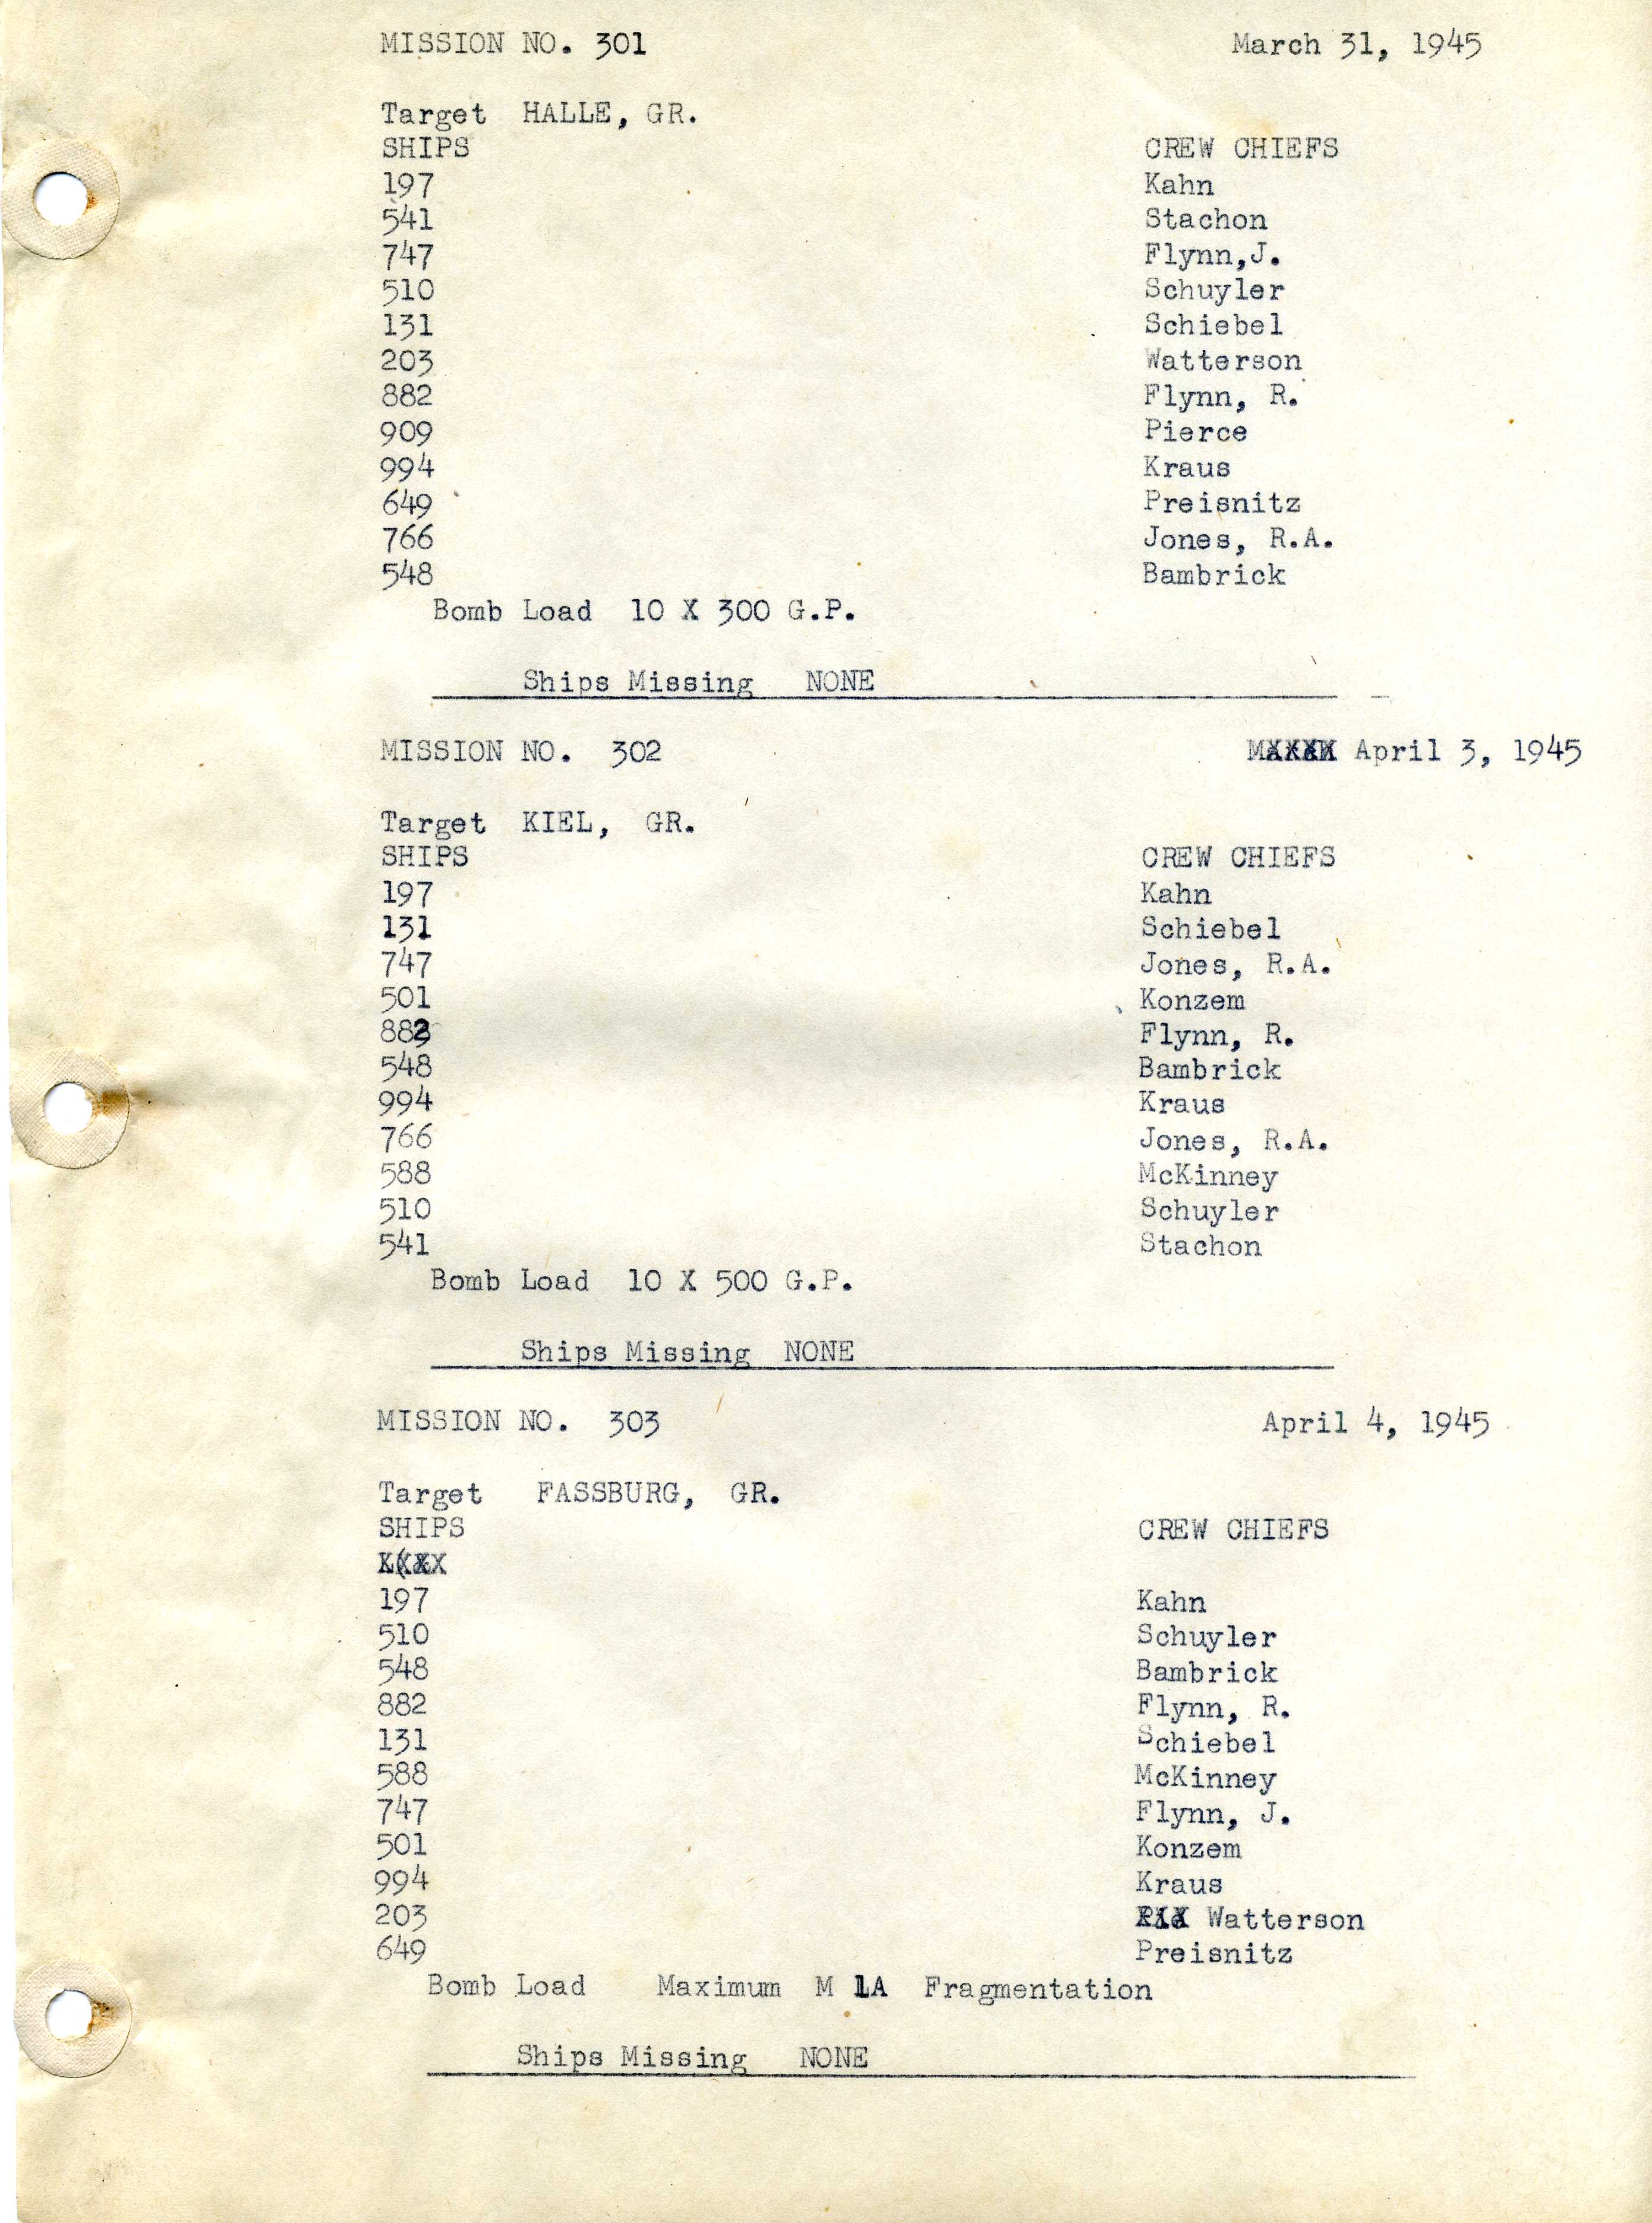 MISSION NO. 301 March 31, 1945
Target HALLE, GR.
SHIPS CREW CHIEFS
197 Kahn
541 Stachon
747 Flynn,J.
510 Schuyler
131 Schiebel
203 Watterson
882 Flynn, R.
909 Pierce
994 Kraus
649 Preisnitz
766 Jones, R.A.
548 Bambrick
Bomb Load 10 X 300 G.P.
Ships Missing NONE
MISSION NO. 302 April 3, 1945
Target KIEL, GR.
SHIPS CREW CHIEFS
197 Kahn
131 Schiebel
747 Jones, R.A.
501 Konzem
882 Flynn, R.
548 Bambrick
994 Kraus
766 Jones, R.A.
588 McKinney
510 Schuyler
541 Stachon
Bomb Load 10 X 500 G.P.
Ships Missing NONE
MISSION NO. 303 April 4, 1945
Target FASSBURG, GR.
SHIPS CREW CHIEFS
197 Kahn
510 Schuyler
548 Bambrick
882 Flynn, R.
131 Schiebel
588 McKinney
747 Flynn, J.
501 Konzem
994 Kraus
203 Watterson
649 Preisnitz
Bomb Load Maximum M 1A Fragmentation
Ships Missing NONE